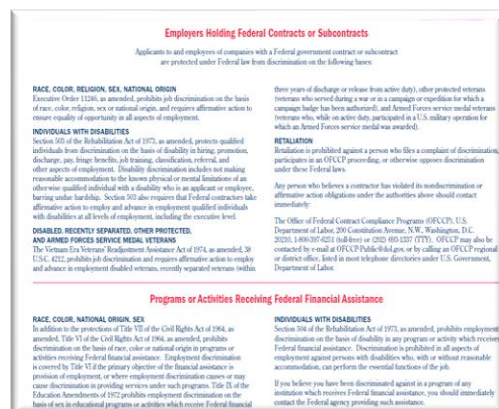 Employers Holding Federal Contracts or Subcontracts
Applicants to and employees of companies with a Federal government contract or subcontract
are protected under Federal law from discrimination on the following bases:
RACE, COLOR, RELIGION, SEX, NATIONAL ORIGIN
Executive Order 11246, as amended, prohibits job discrimination on the basis
of race, color, religion, sex or national origin, and requires affirmative action to
ensure equality of opportunity in all aspects of employment.
INDIVIDUALS WITH DISABILITIES
Section 503 of the Rehabilitation Act of 1973, as amended, protects qualified
individuals from discrimination on the basis of disability in hiring, promotion,
discharge, pay, fringe benefits, job training, classification, referral, and
other aspects of employment. Disability discrimination includes not making
reasonable accommodation to the known physical or mental limitations of an
otherwise qualified individual with a disability who is an applicant or employee,
barring undue hardship. Section 503 also requires that Federal contractors take
affirmative action to employ and advance in employment qualified individuals
with disabilities at all levels of employment, including the executive level.
DISABLED, RECENTLY SEPARATED, OTHER PROTECTED,
AND ARMED FORCES SERVICE MEDAL VETERANS
The Vietnam Era Veterans' Readjustment Assistance Act of 1974, as amended, 38
U.S.C. 4212, prohibits job discrimination and requires affirmative action to employ
and advance in employment disabled veterans, recently separated veterans (within
three years of discharge or release from active duty), other protected veterans
(veterans who served during a war or in a campaign or expedition for which a
campaign badge has been authorized), and Armed Forces service medal veterans
(veterans who, while on active duty, participated in a U.S. military operation for
which an Armed Forces service medal was awarded).
RETALIATION
Retaliation is prohibited against a person who files a complaint of discrimination,
participates in an OFCCP proceeding, or otherwise opposes discrimination
under these Federal laws.
Any person who believes a contractor has violated its nondiscrimination or
affirmative action obligations under the authorities above should contact
immediately:
The Office of Federal Contract Compliance Programs (OFCCP), U.S.
Department of Labor, 200 Constitution Avenue, N.W., Washington, D.C.
20210, 1-800-397-6251 (toll-free) or (202) 693-1337 (TTY). OFCCP may also be
contacted by e-mail at OFCCP-Public@dol.gov, or by calling an OFCCP regional
or district office, listed in most telephone directories under U.S. Government,
Department of Labor.
Programs or Activities Receiving Federal Financial Assistance
RACE, COLOR, NATIONAL ORIGIN, SEX
In addition to the protections of Title VII of the Civil Rights Act of 1964, as
amended, Title VI of the Civil Rights Act of 1964, as amended, prohibits
discrimination on the basis of race, color or national origin in programs or
activities receiving Federal financial assistance. Employment discrimination
is covered by Title VI if the primary objective of the financial assistance is
provision of employment, or where employment discrimination causes or may
cause discrimination in providing services under such programs. Title IX of the
Education Amendments of 1972 prohibits employment discrimination on the
basis of sex in educational programs or activities which receive Federal financial
INDIVIDUALS WITH DISABILITIES
Section 504 of the Rehabilitation Act of 1973, as amended, prohibits employment
discrimination on the basis of disability in any program or activity which receives
Federal financial assistance. Discrimination is prohibited in all aspects of
employment against persons with disabilities who, with or without reasonable
accommodation, can perform the essential functions of the job.
If you believe you have been discriminated against in a program of any
institution which receives Federal financial assistance, you should immediately
contact the Federal agency providing such assistance.